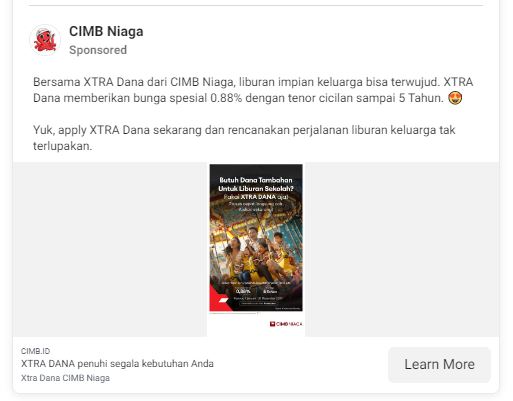 CIMB Niaga
Sponsored
Bersama XTRA Dana dari CIMB Niaga, liburan impian keluarga bisa terwujud. XTRA
Dana memberikan bunga spesial 0.88% dengan tenor cicilan sampai 5 Tahun. 🤩
Yuk, apply XTRA Dana sekarang dan rencanakan perjalanan liburan keluarga tak
terlupakan.
Butuh Dana Tambahan
Untuk Liburan Sekolah?
Pakai XTRA DANA aja!
0,88%
CIMB NIAGA
CIMB.ID
XTRA DANA penuhi segala kebutuhan Anda
Xtra Dana CIMB Niaga
Learn More